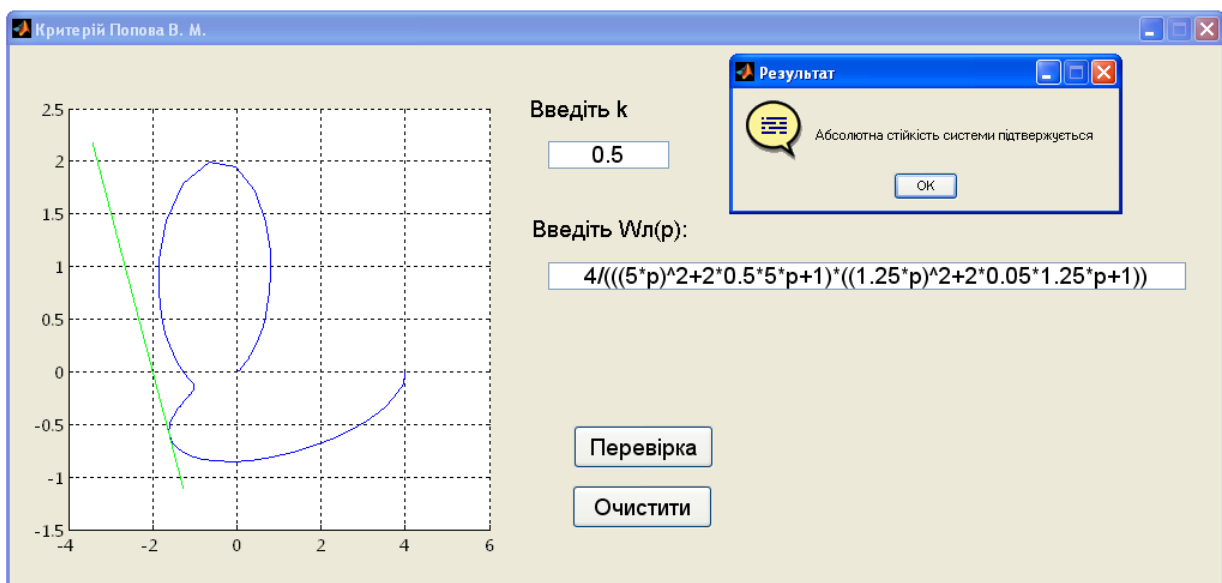 Критерій Попова В. М.
Результат
Абсолютна стійкість системи підтвержується
OK
Введіть k
0.5
Введіть Wл(p):
4/(((5*p)^2+2*0.5*5*p+1)*((1.25*p)^2+2*0.05*1.25*p+1))
Перевірка
Очистити
2.5
2
1.5
1
0.5
0
-0.5
-1
-1.5
-4 -2 0 2 4 6